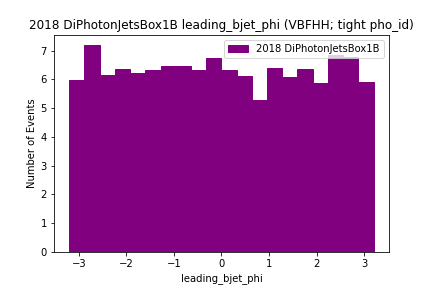 2018 DiPhotonJetsBox1B leading_bjet_phi (VBFHH; tight pho_id)
2018 DiPhotonJetsBox1B
Number of Events
7
6
5
4
3
2
1
0
−3 −2 −1 0 1 2 3
leading_bjet_phi